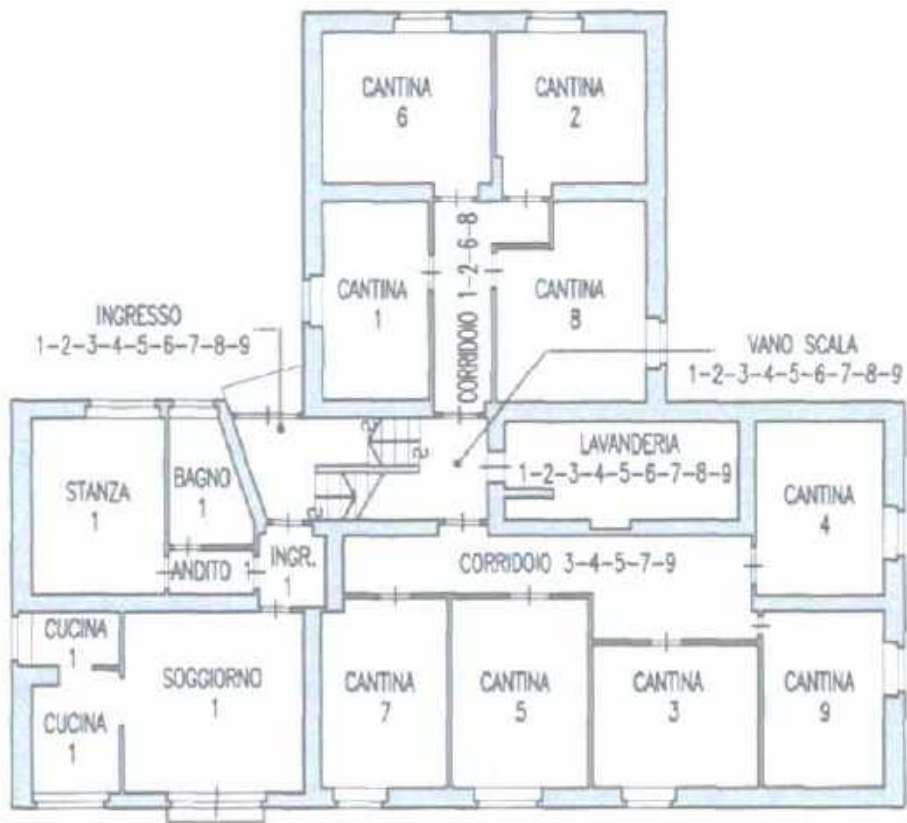 CANTINA
6
CANTINA
2
CANTINA
1
CORRIDOIO 1-2-6-8
CANTINA
8
INGRESSO
1-2-3-4-5-6-7-8-9
VANO SCALA
1-2-3-4-5-6-7-8-9
STANZA
1
BAGNO
1
LAVANDERIA
1-2-3-4-5-6-7-8-9
CANTINA
4
ANDITO 1
INGR.
1
CORRIDOIO 3-4-5-7-9
CUCINA
1
SOGGIORNO
1
CUCINA
1
CANTINA
7
CANTINA
5
CANTINA
3
CANTINA
9